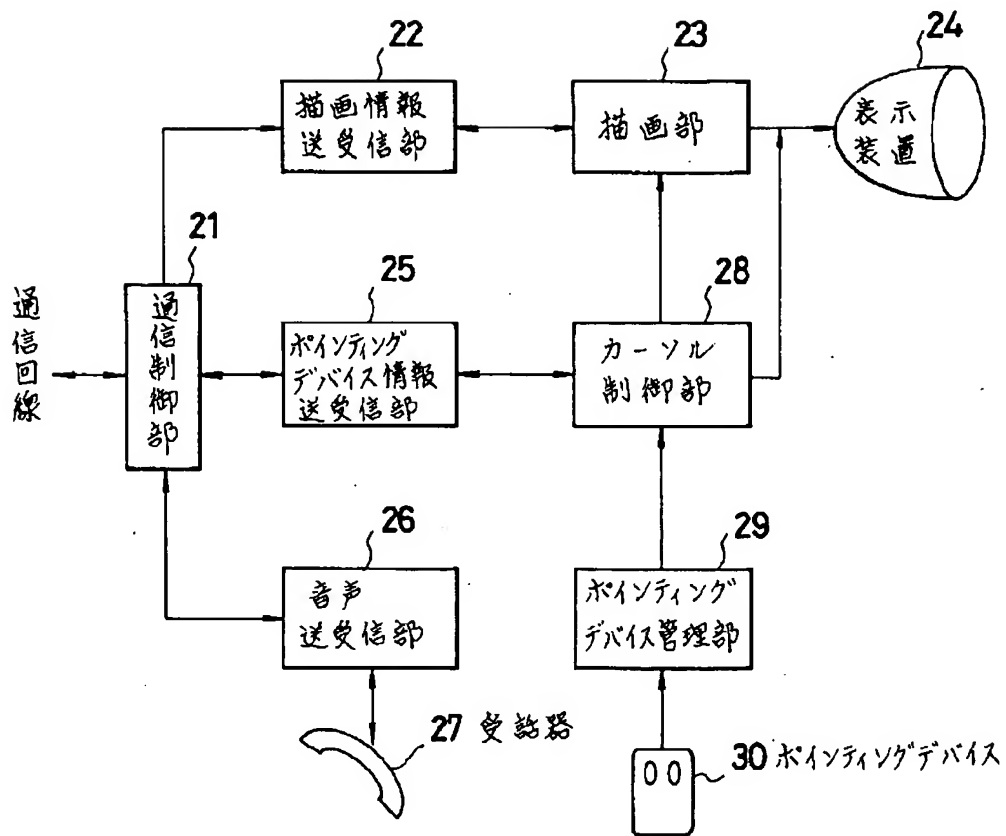 22
描画情報
送受信部
23
描画部
24
表示
装置
21
通信制御部
通信回線
25
ポインティング
デバイス情報
送受信部
28
カーソル
制御部
26
音声
送受信部
29
ポインティング
デバイス管理部
27 受話器
30 ポインティングデバイス